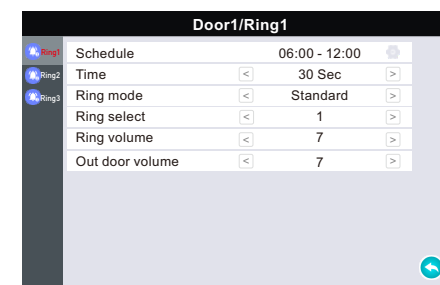 Door1/Ring1
Ring1
Ring2
Ring3
Schedule 06:00 - 12:00
Time < 30 Sec >
Ring mode < Standard >
Ring select < 1 >
Ring volume < 7 >
Out door volume < 7 >